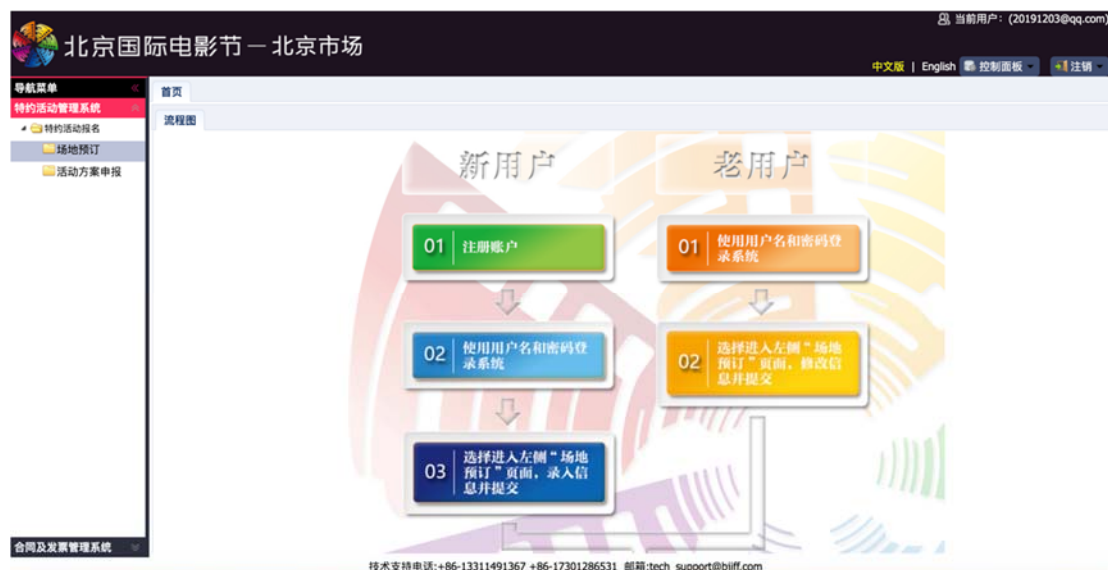 当前用户：(20191203@qq.com)
北京国际电影节－北京市场
中文版 | English 控制面板 注销
导航菜单
首页
特约活动管理系统
流程图
特约活动报名
场地预订
活动方案申报
新用户
老用户
01 注册账户
01 使用用户名和密码登
录系统
02 使用用户名和密码登
录系统
02 选择进入左侧“场地
预订”页面，修改信
息并提交
03 选择进入左侧“场地
预订”页面，录入信
息并提交
合同及发票管理系统
技术支持电话:+86-13311491367 +86-17301286531 邮箱:tech_support@bjiff.com